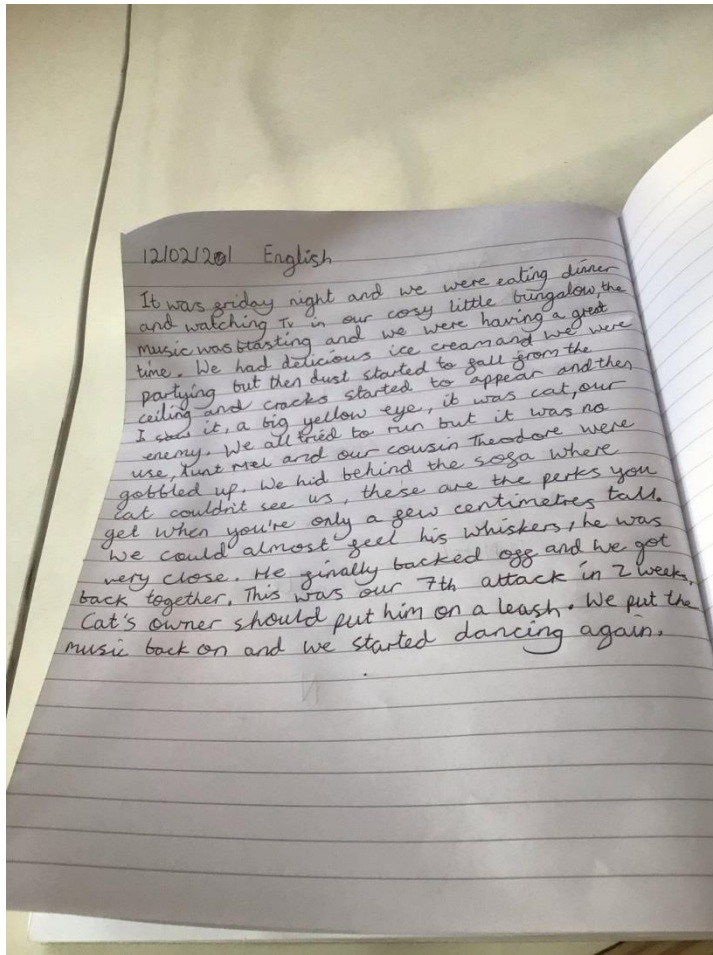 12/02/201 English
It was friday night and we were eating dinner
and watching Tv in our cosy little bungalow, the
music was blasting and we were having a great
time. We had delicious ice cream and we were
partying but then dust started to fall from the
ceiling and cracks started to appear and then
I saw it, a big yellow eye, it was cat, our
enemy. We all tried to run but it was no
use, Aunt Mel and our cousin Theodore were
gobbled up. We hid behind the sofa where
cat couldn't see us, these are the perks you
get when you're only a few centimetres tall.
We could almost feel his whiskers, he was
very close. He finally backed off and we got
back together. This was our 7th attack in 2 weeks,
Cat's owner should put him on a leash. We put the
music back on and we started dancing again.